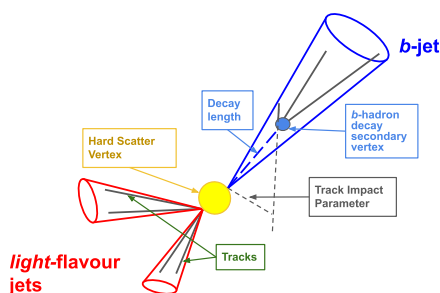 b-jet
Decay
length
b-hadron
decay
secondary
vertex
Hard Scatter
Vertex
Track Impact
Parameter
Tracks
light-flavour
jets